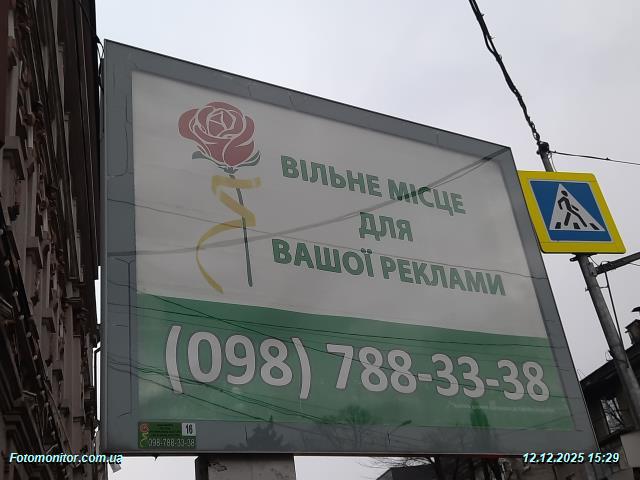 ВІЛЬНЕ МІСЦЕ
ДЛЯ
ВАШОЇ РЕКЛАМИ
(098) 788-33-38
16
098-788-33-38
Fotomonitor.com.ua
12.12.2025 15:29